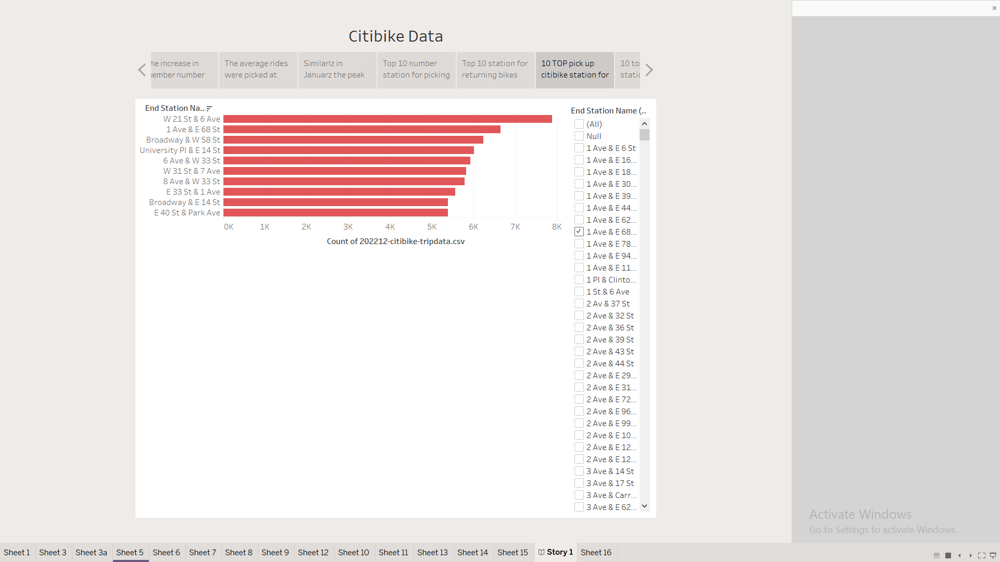 Citibike Data
he increase in
ember number
The average rides
were picked at
Similarlz in
Januarz the peak
Top 10 number
station for picking
Top 10 station for
returning bikes
10 TOP pick up
citibike station for
10 to
static
End Station Na..
W 21 St & 6 Ave
1 Ave & E 68 St
Broadway & W 58 St
University Pl & E 14 St
6 Ave & W 33 St
W 31 St & 7 Ave
8 Ave & W 33 St
E 33 St & 1 Ave
Broadway & E 14 St
E 40 St & Park Ave
0K 1K 2K 3K 4K 5K 6K 7K 8K
Count of 202212-citibike-tripdata.csv
End Station Name (..
(All)
Null
1 Ave & E 6 St
1 Ave & E 16...
1 Ave & E 18...
1 Ave & E 30...
1 Ave & E 39...
1 Ave & E 44...
1 Ave & E 62...
1 Ave & E 68...
1 Ave & E 78...
1 Ave & E 94...
1 Ave & E 11...
1 Pl & Clinto...
1 St & 6 Ave
2 Av & 37 St
2 Ave & 32 St
2 Ave & 36 St
2 Ave & 39 St
2 Ave & 43 St
2 Ave & 44 St
2 Ave & E 29...
2 Ave & E 31...
2 Ave & E 72...
2 Ave & E 96...
2 Ave & E 99...
2 Ave & E 10...
2 Ave & E 12...
2 Ave & E 12...
3 Ave & 14 St
3 Ave & 17 St
3 Ave & Carr...
3 Ave & E 62...
Activate Windows
Go to Settings to activate Windows.
Sheet 1 Sheet 3 Sheet 3a Sheet 5 Sheet 6 Sheet 7 Sheet 8 Sheet 9 Sheet 12 Sheet 10 Sheet 11 Sheet 13 Sheet 14 Sheet 15 Story 1 Sheet 16